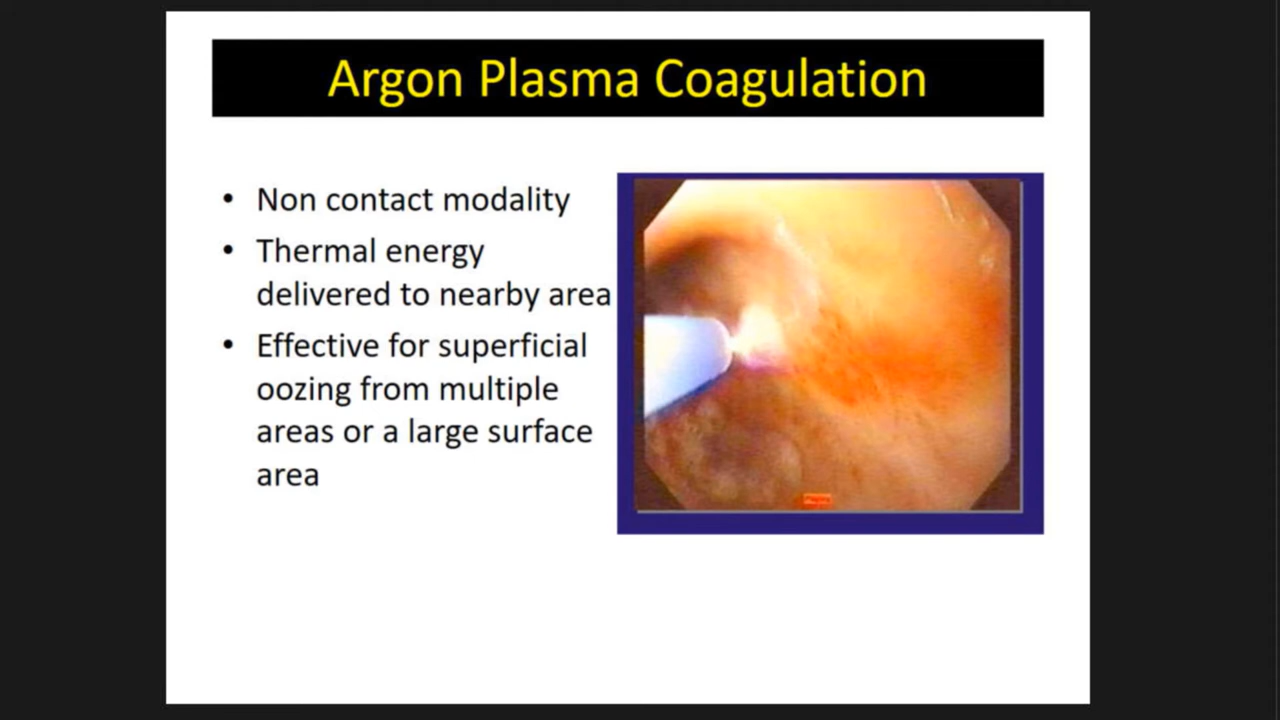 Argon Plasma Coagulation
• Non contact modality
• Thermal energy
delivered to nearby area
• Effective for superficial
oozing from multiple
areas or a large surface
area